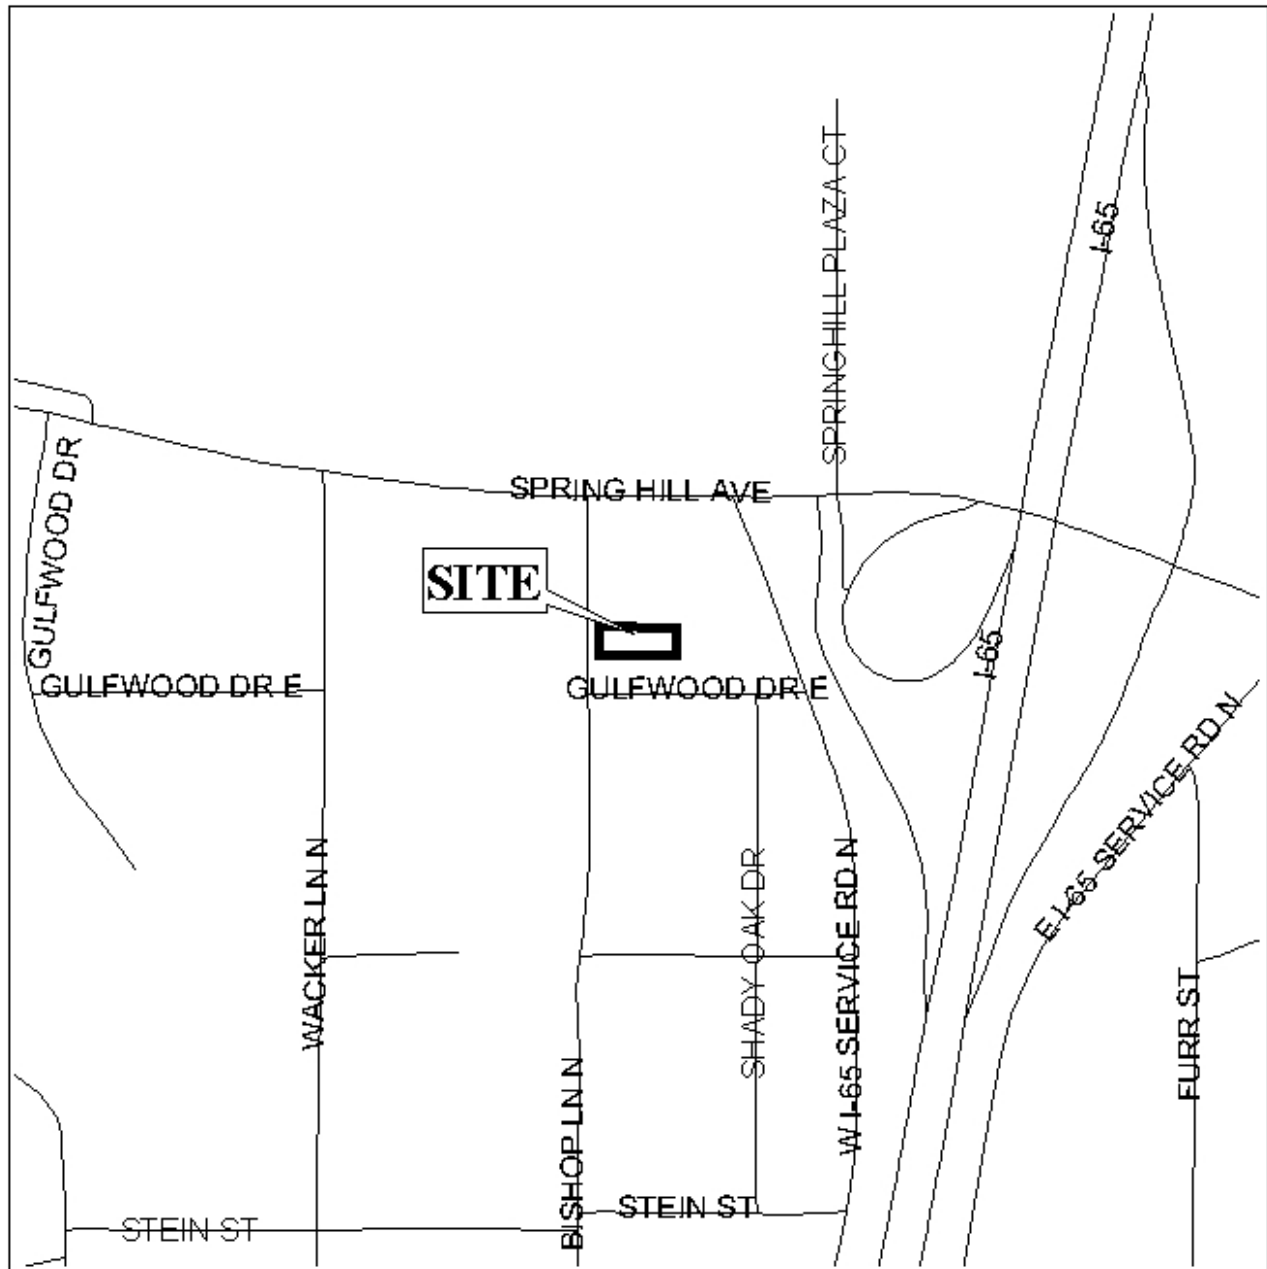 SPRINGHILL PLAZA CT
I-65
GULFWOOD DR
SPRING HILL AVE
SITE
I-65
GULFWOOD DR E
GULFWOOD DR E
E I-65 SERVICE RD N
WACKER LN N
SHADY OAK DR
W I-65 SERVICE RD N
FURR ST
BISHOP LN N
STEIN ST
STEIN ST